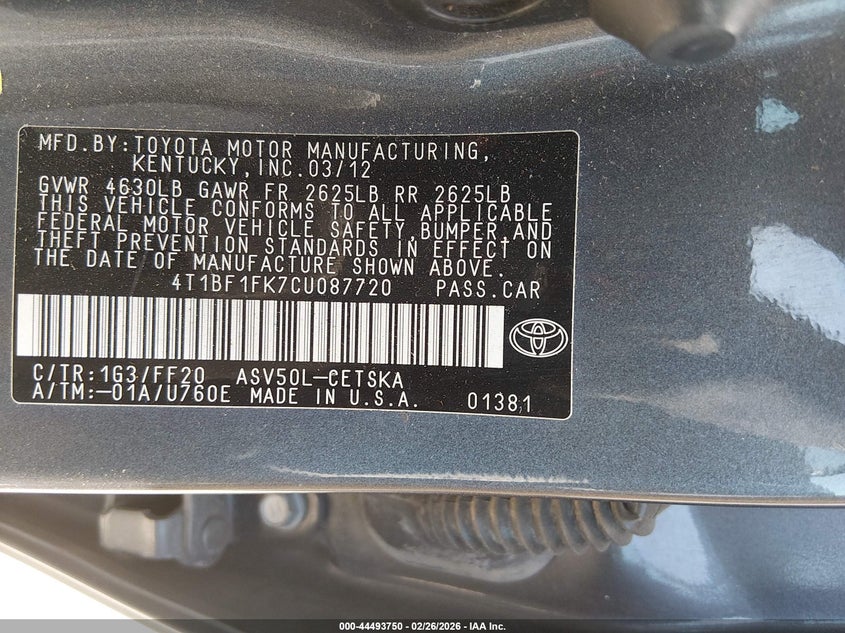 MFD.BY:TOYOTA MOTOR MANUFACTURING,
KENTUCKY,INC.03/12
GVWR 4630LB GAWR FR 2625LB RR 2625LB
THIS VEHICLE CONFORMS TO ALL APPLICABLE
FEDERAL MOTOR VEHICLE SAFETY,BUMPER,AND
THEFT PREVENTION STANDARDS IN EFFECT ON
THE DATE OF MANUFACTURE SHOWN ABOVE.
4T1BF1FK7CU087720 PASS.CAR
C/TR:1G3/FF20 ASV50L-CETSKA
A/TM:-01A/U760E MADE IN U.S.A. 01381
000-44493750 - 02/26/2026 - IAA Inc.